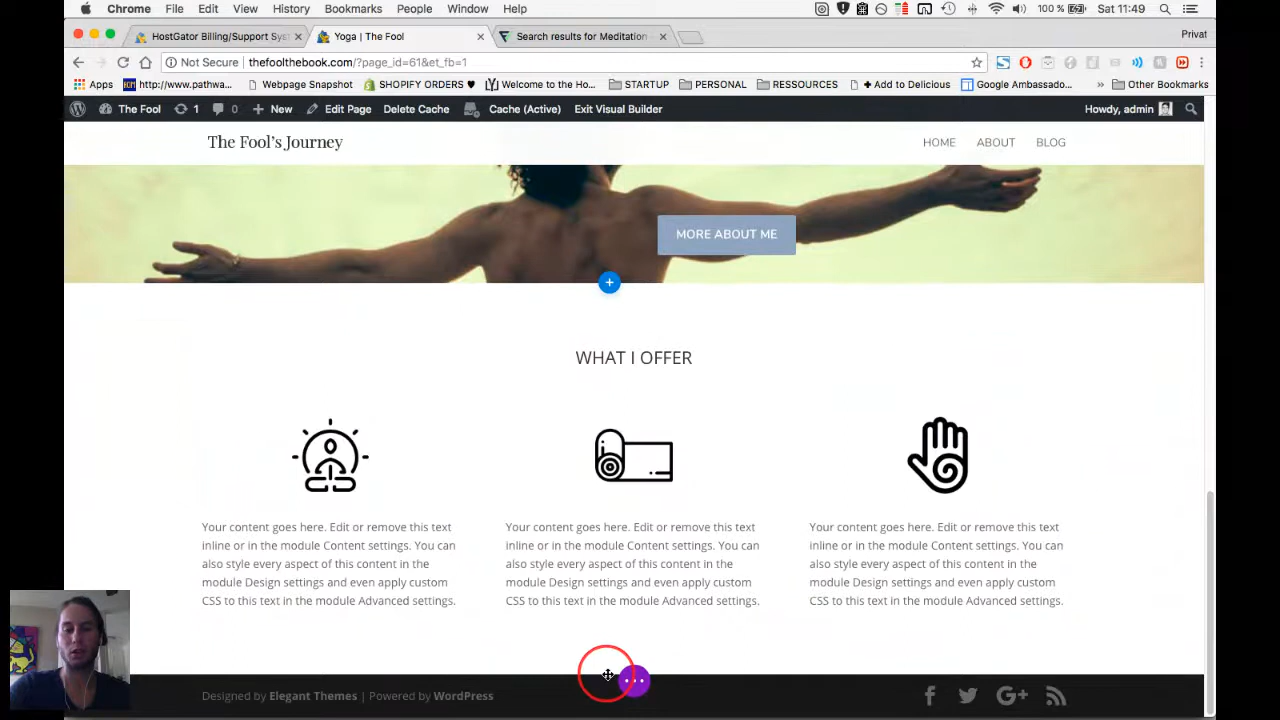 Chrome File Edit View History Bookmarks People Window Help 100 % Sat 11:49
HostGator Billing/Support Sys
Yoga | The Fool
Search results for Meditation -
Privat
Not Secure | thefoolthebook.com/?page_id=61&et_fb=1
Apps http://www.pathwa... Webpage Snapshot SHOPIFY ORDERS ♥ Welcome to the Ho... STARTUP PERSONAL RESSOURCES + Add to Delicious Google Ambassado... » Other Bookmarks
The Fool 1 0 + New Edit Page Delete Cache Cache (Active) Exit Visual Builder Howdy, admin
The Fool's Journey
HOME ABOUT BLOG
MORE ABOUT ME
WHAT I OFFER
Your content goes here. Edit or remove this text
inline or in the module Content settings. You can
also style every aspect of this content in the
module Design settings and even apply custom
CSS to this text in the module Advanced settings.
Your content goes here. Edit or remove this text
inline or in the module Content settings. You can
also style every aspect of this content in the
module Design settings and even apply custom
CSS to this text in the module Advanced settings.
Your content goes here. Edit or remove this text
inline or in the module Content settings. You can
also style every aspect of this content in the
module Design settings and even apply custom
CSS to this text in the module Advanced settings.
Designed by Elegant Themes | Powered by WordPress